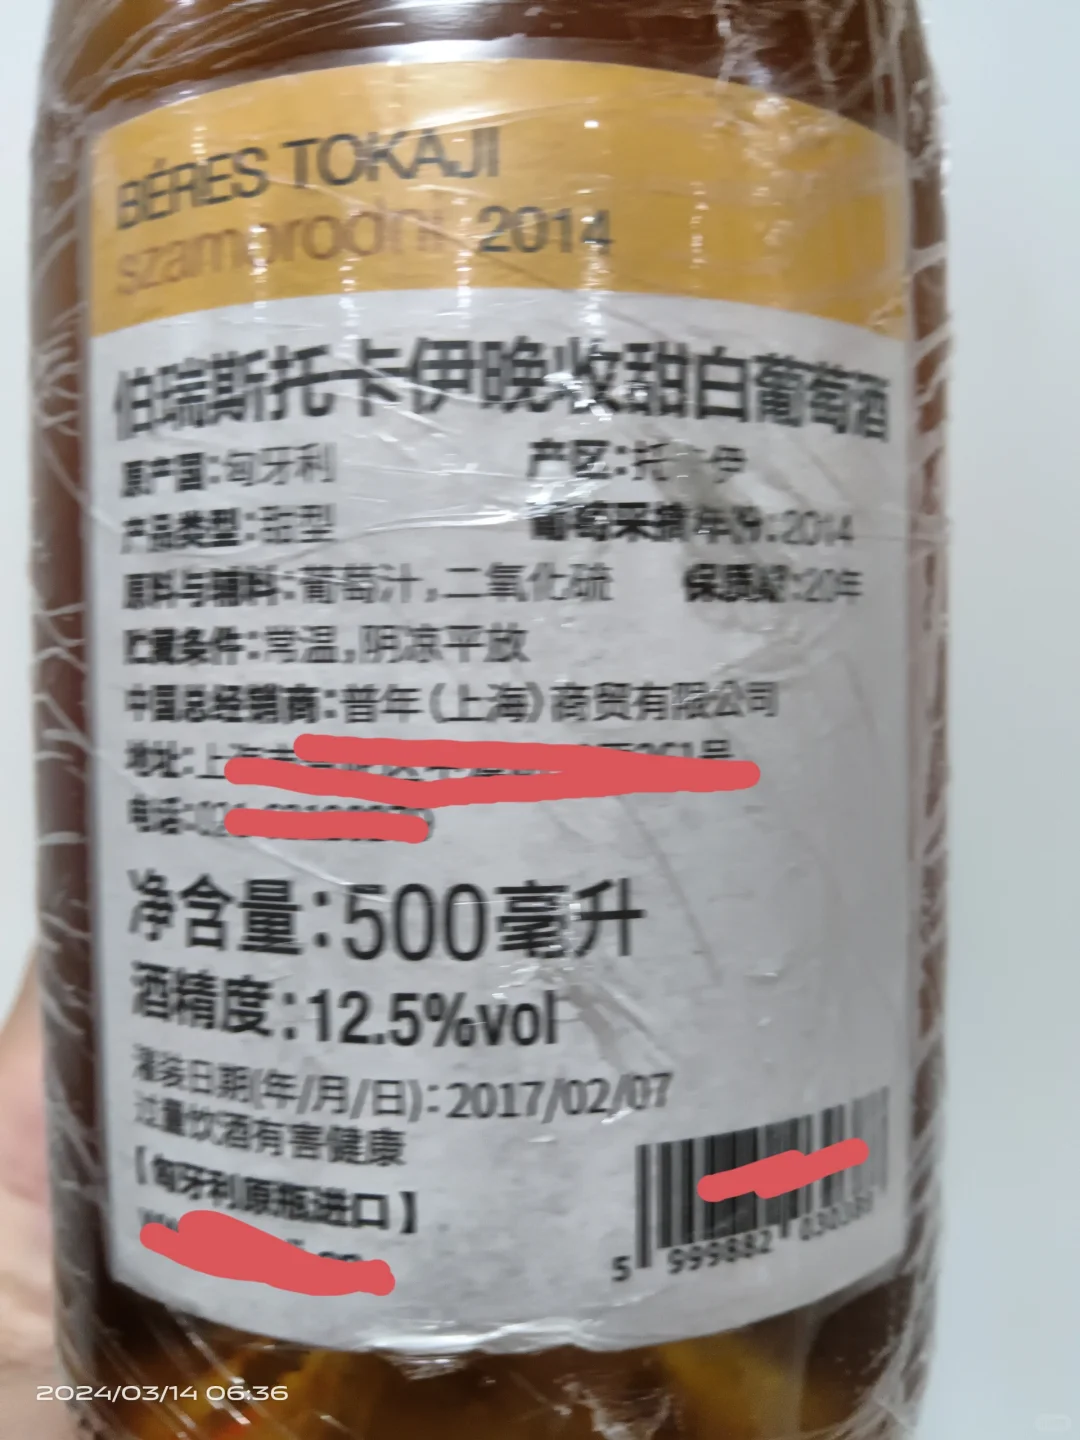 BÉRES TOKAJI
szamorodni 2014
伯瑞斯托卡伊晚收甜白葡萄酒
原产国：匈牙利 产区：托卡伊
产品类型：甜型 葡萄采摘年份：2014
原料与辅料：葡萄汁，二氧化硫 保质期：20年
贮藏条件：常温，阴凉平放
中国总经销商：普年（上海）商贸有限公司
地址：上
电话：02
净含量：500毫升
酒精度：12.5%vol
灌装日期(年/月/日)：2017/02/07
过量饮酒有害健康
【匈牙利原瓶进口】
5 999882
2024/03/14 06:36